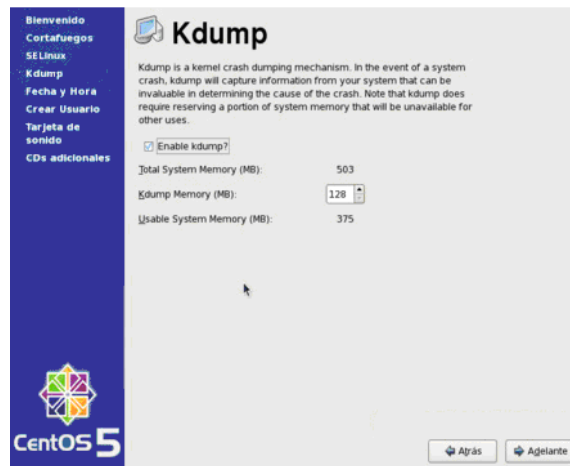 Bienvenido
Cortafuegos
SELinux
Kdump
Fecha y Hora
Crear Usuario
Tarjeta de
sonido
CDs adicionales
Kdump
Kdump is a kernel crash dumping mechanism. In the event of a system
crash, kdump will capture information from your system that can be
invaluable in determining the cause of the crash. Note that kdump does
require reserving a portion of system memory that will be unavailable for
other uses.
Enable kdump?
Total System Memory (MB): 503
Kdump Memory (MB): 128
Usable System Memory (MB): 375
CentOS 5
Atrás
Adelante